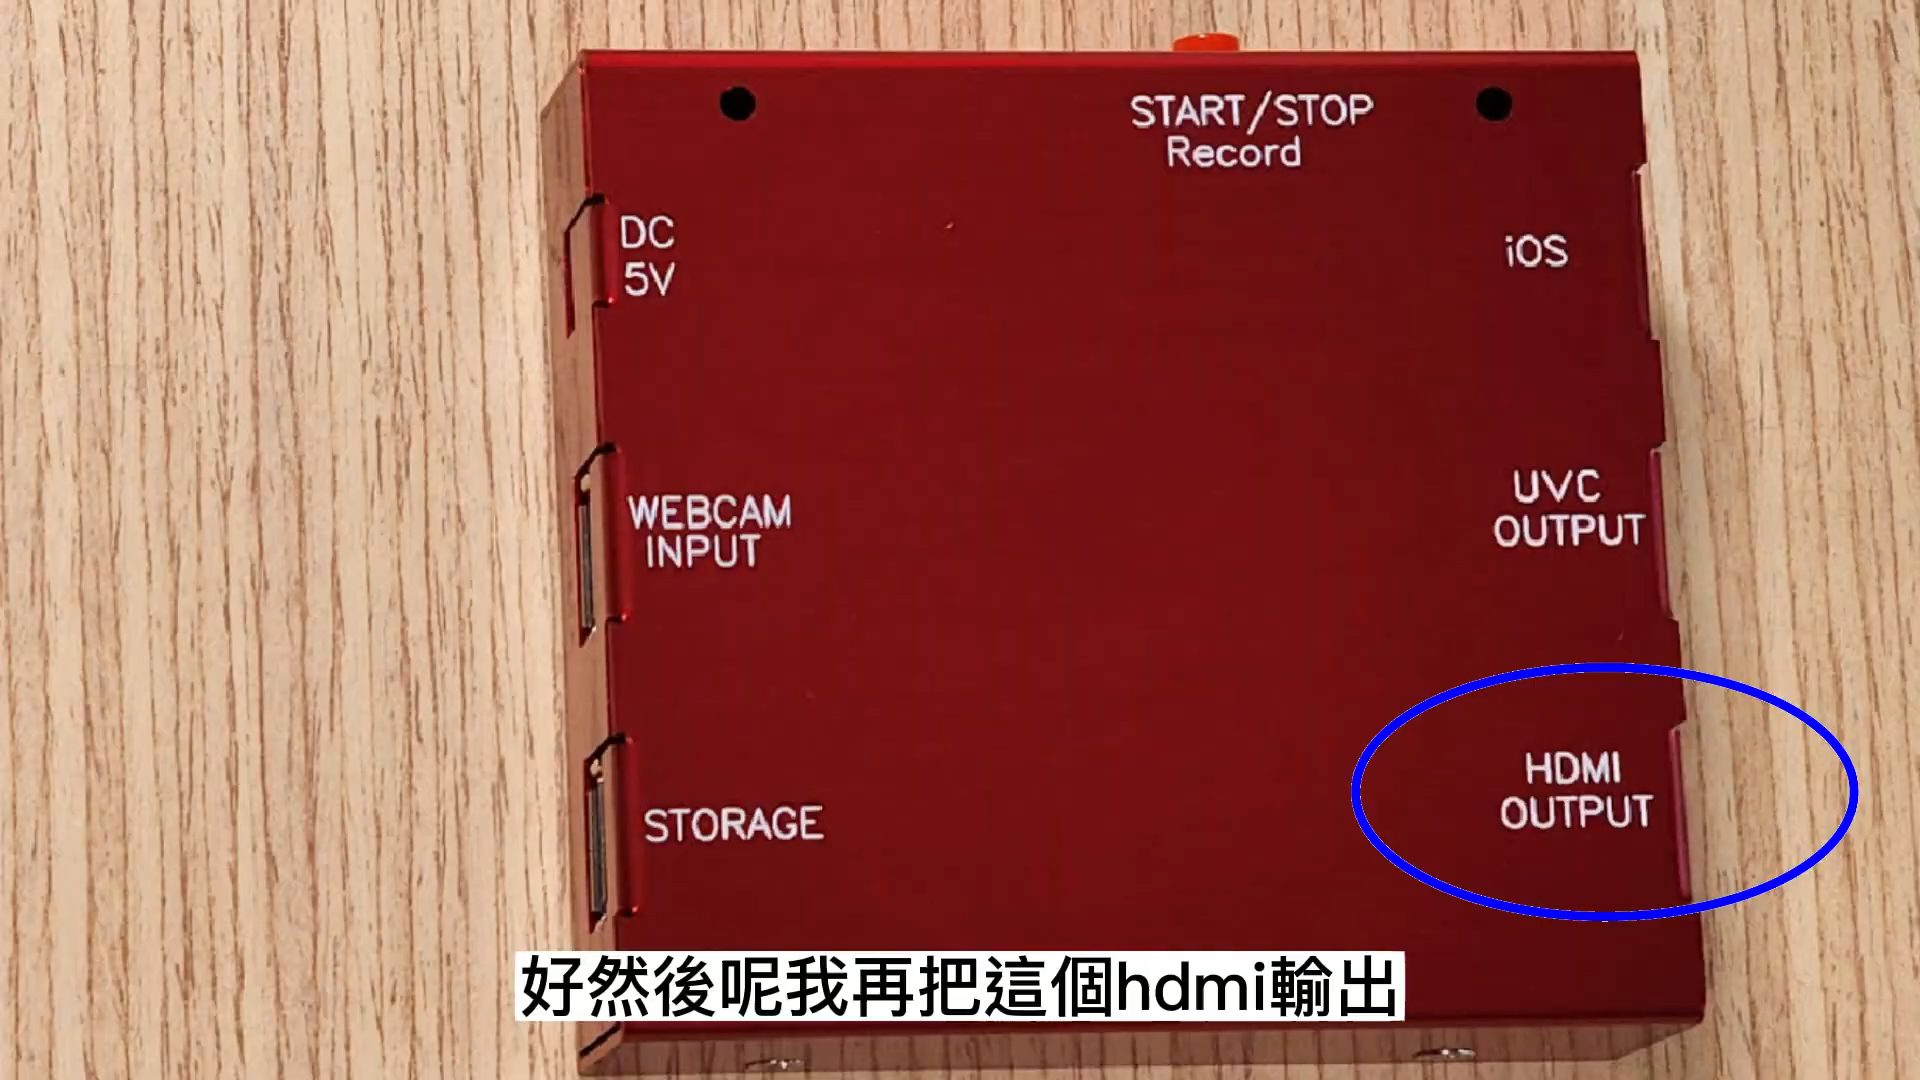 START/STOP
Record
DC
5V
iOS
WEBCAM
INPUT
UVC
OUTPUT
HDMI
OUTPUT
STORAGE
好然後呢我再把這個hdmi輸出